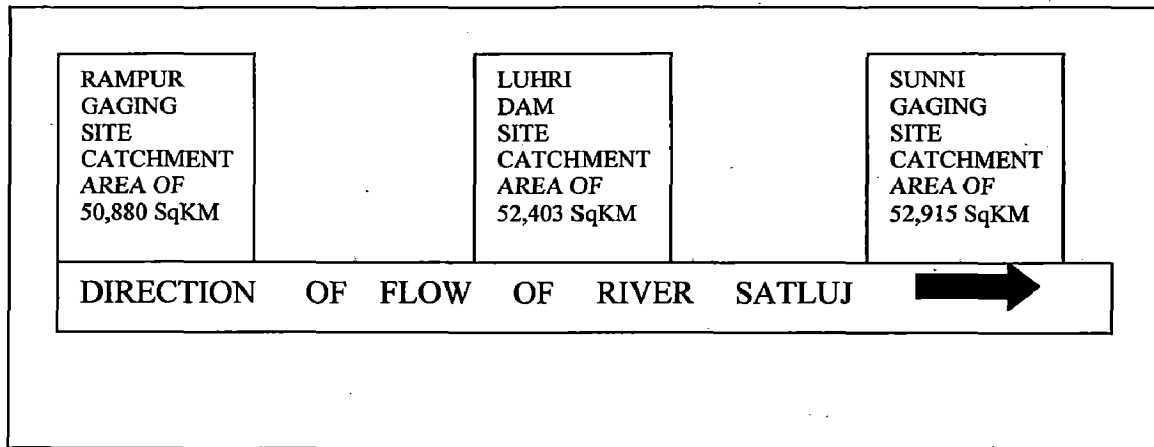 RAMPUR
GAGING
SITE
CATCHMENT
AREA OF
50,880 SqKM
LUHRI
DAM
SITE
CATCHMENT
AREA OF
52,403 SqKM
SUNNI
GAGING
SITE
CATCHMENT
AREA OF
52,915 SqKM
DIRECTION OF FLOW OF RIVER SATLUJ